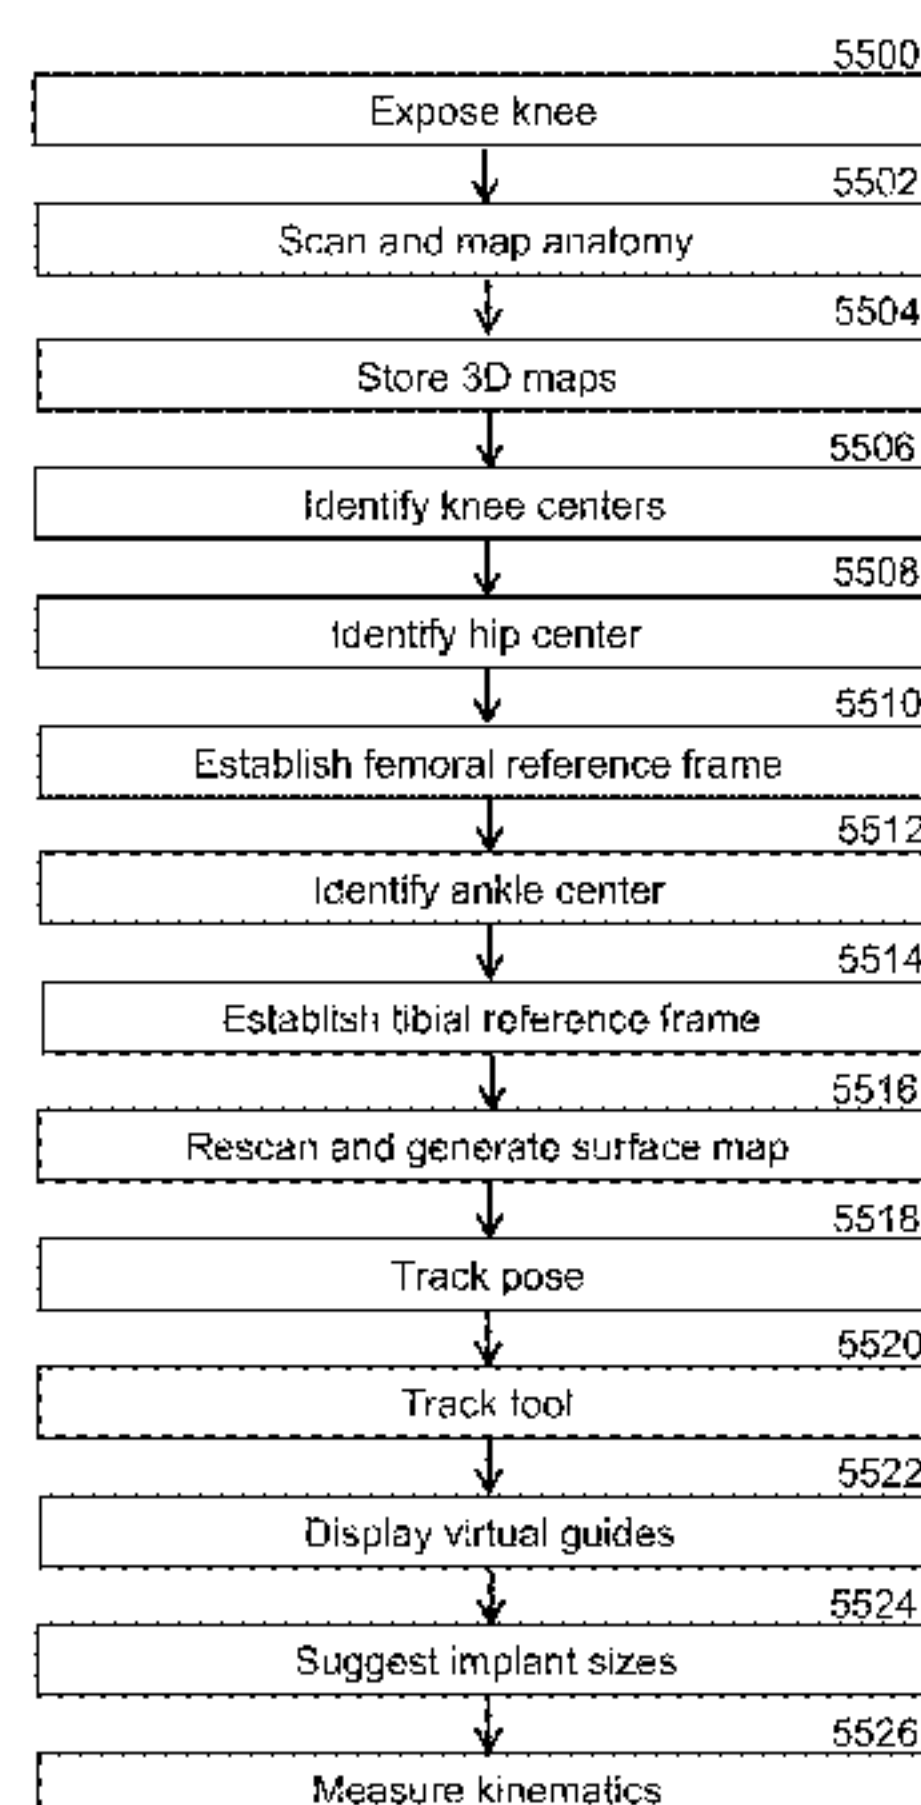 5500
Expose knee
5502
Scan and map anatomy
5504
Store 3D maps
5506
Identify knee centers
5508
Identify hip center
5510
Establish femoral reference frame
5512
Identify ankle center
5514
Establish tibial reference frame
5516
Rescan and generate surface map
5518
Track pose
5520
Track tool
5522
Display virtual guides
5524
Suggest implant sizes
5526
Measure kinematics